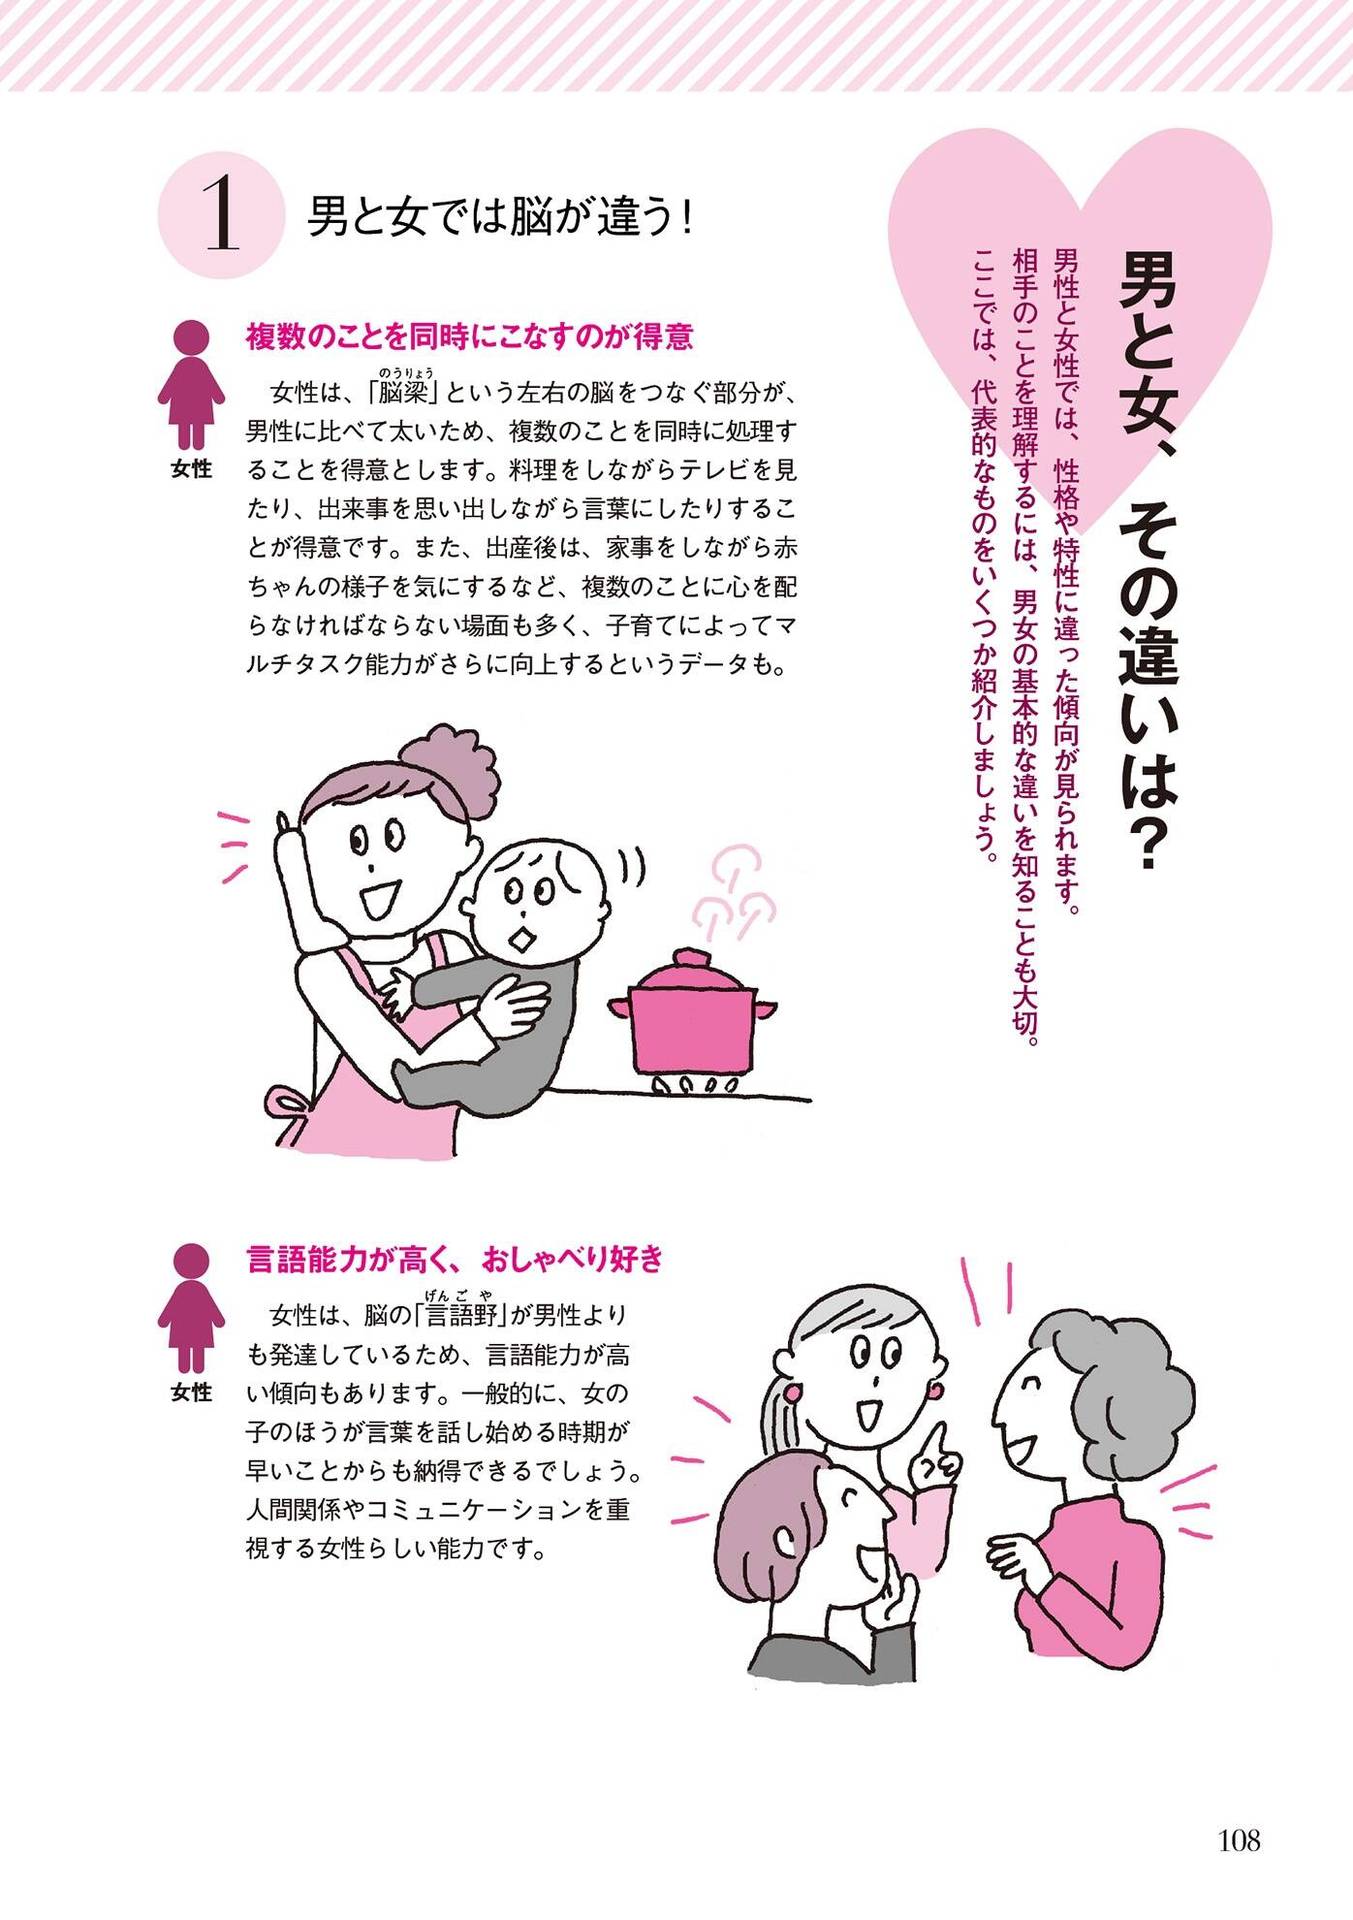 男と女、その違いは？
男性と女性では、性格や特性に違った傾向が見られます。
相手のことを理解するには、男女の基本的な違いを知ることも大切。
ここでは、代表的なものをいくつか紹介しましょう。
1
男と女では脳が違う！
女性
複数のことを同時にこなすのが得意
のうりょう
女性は、「脳梁」という左右の脳をつなぐ部分が、
男性に比べて太いため、複数のことを同時に処理す
ることを得意とします。料理をしながらテレビを見
たり、出来事を思い出しながら言葉にしたりするこ
とが得意です。また、出産後は、家事をしながら赤
ちゃんの様子を気にするなど、複数のことに心を配
らなければならない場面も多く、子育てによってマ
ルチタスク能力がさらに向上するというデータも。
女性
言語能力が高く、おしゃべり好き
げんごや
女性は、脳の「言語野」が男性より
も発達しているため、言語能力が高
い傾向もあります。一般的に、女の
子のほうが言葉を話し始める時期が
早いことからも納得できるでしょう。
人間関係やコミュニケーションを重
視する女性らしい能力です。
108